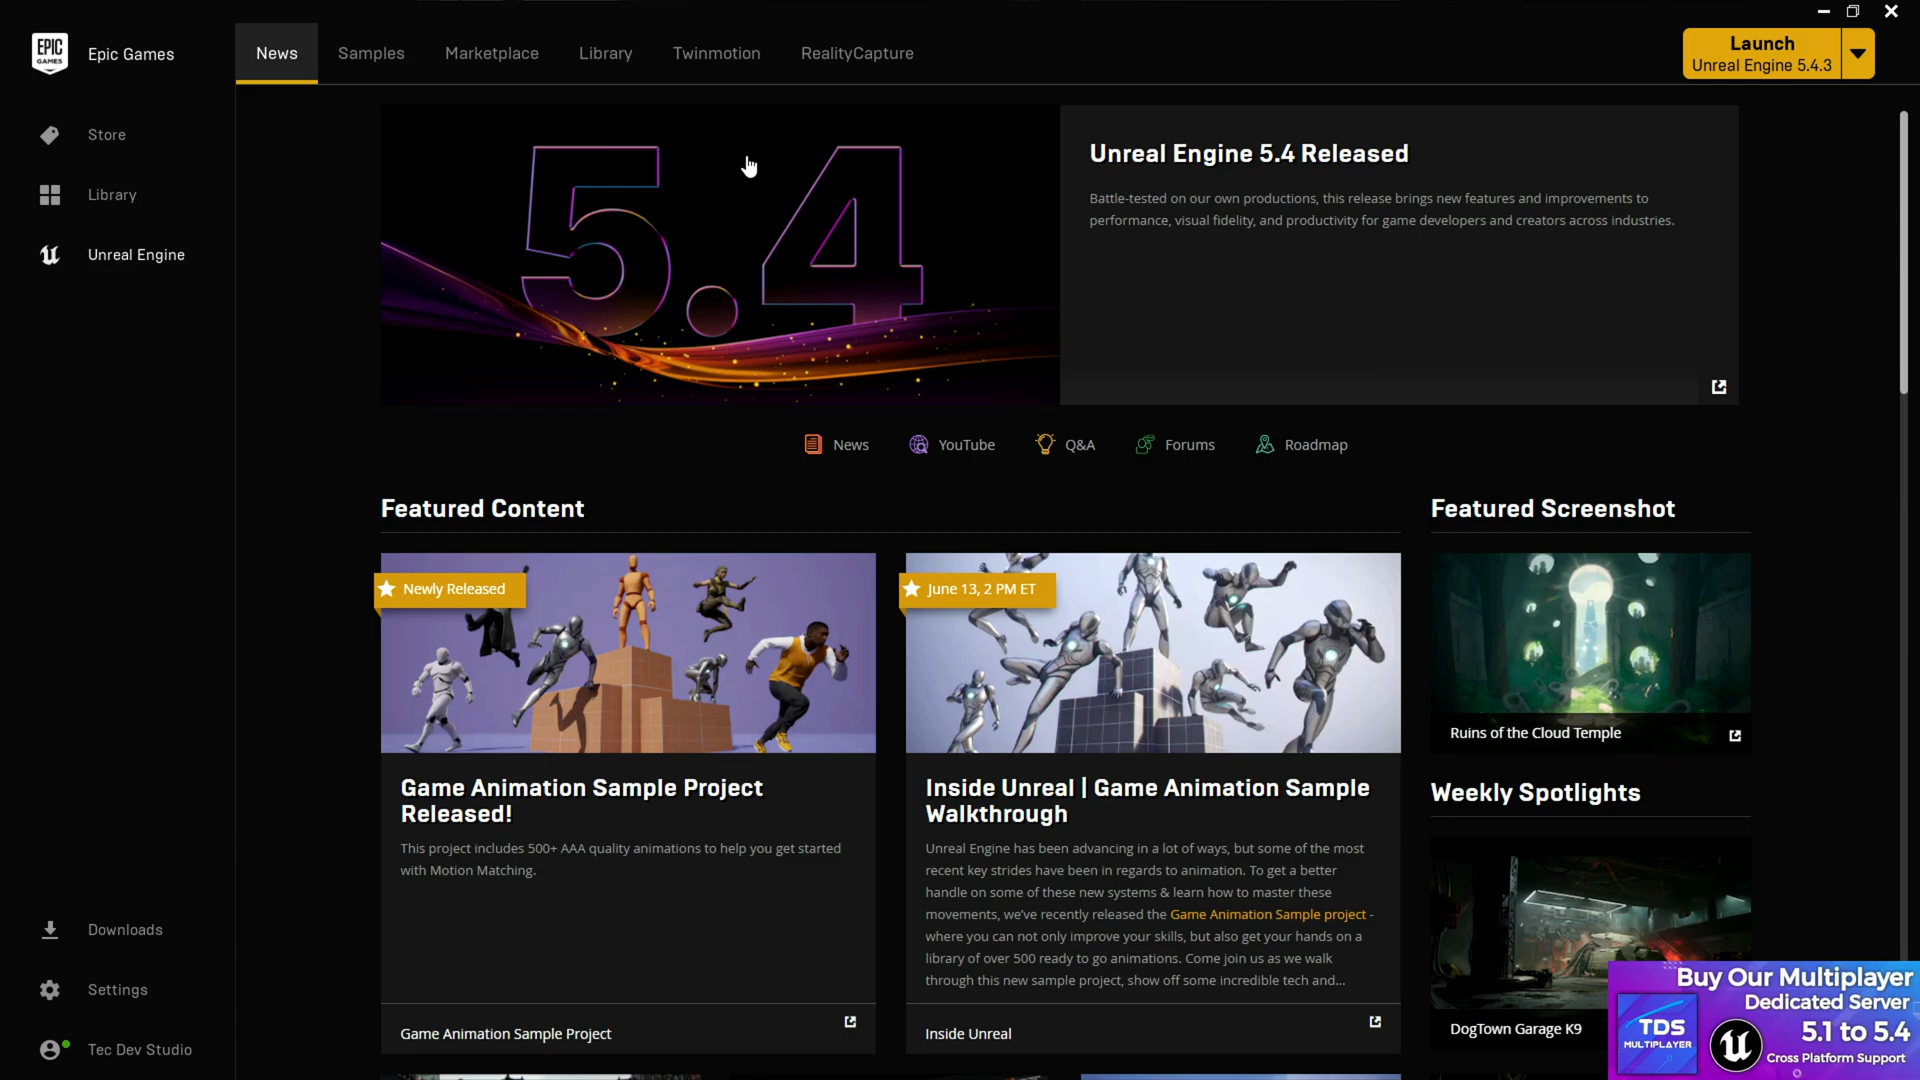 EPIC
GAMES
Epic Games
News
Samples
Marketplace
Library
Twinmotion
RealityCapture
Launch
Unreal Engine 5.4.3
Store
Library
Unreal Engine
5.4
Unreal Engine 5.4 Released
Battle-tested on our own productions, this release brings new features and improvements to
performance, visual fidelity, and productivity for game developers and creators across industries.
News
YouTube
Q&A
Forums
Roadmap
Featured Content
Newly Released
Game Animation Sample Project
Released!
This project includes 500+ AAA quality animations to help you get started
with Motion Matching.
Game Animation Sample Project
June 13, 2 PM ET
Inside Unreal | Game Animation Sample
Walkthrough
Unreal Engine has been advancing in a lot of ways, but some of the most
recent key strides have been in regards to animation. To get a better
handle on some of these new systems & learn how to master these
movements, we've recently released the Game Animation Sample project -
where you can not only improve your skills, but also get your hands on a
library of over 500 ready to go animations. Come join us as we walk
through this new sample project, show off some incredible tech and...
Inside Unreal
Featured Screenshot
Ruins of the Cloud Temple
Weekly Spotlights
DogTown Garage K9
Downloads
Settings
Tec Dev Studio
Buy Our Multiplayer
Dedicated Server
5.1 to 5.4
Cross Platform Support
TDS
MULTIPLAYER